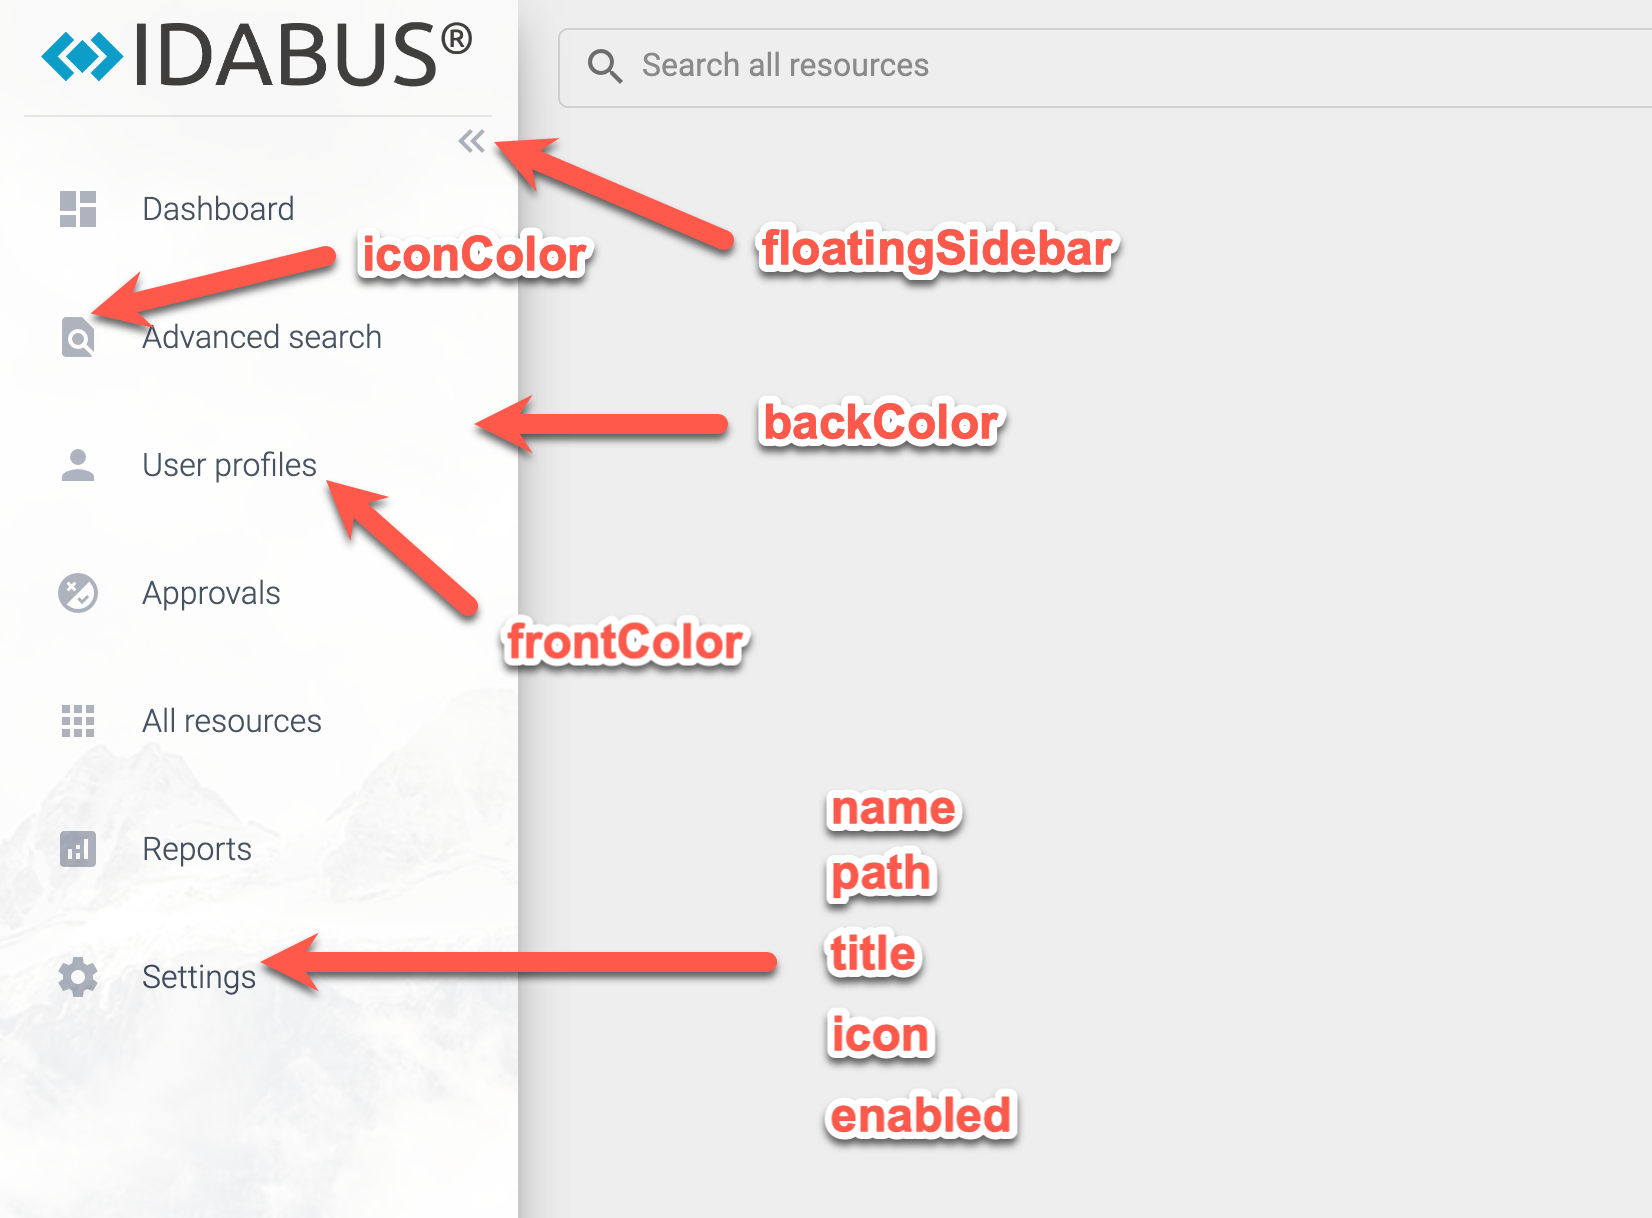 IDABUS®
Search all resources
Dashboard
iconColor
floatingSidebar
Advanced search
backColor
User profiles
frontColor
Approvals
All resources
name
Reports
path
title
Settings
icon
enabled